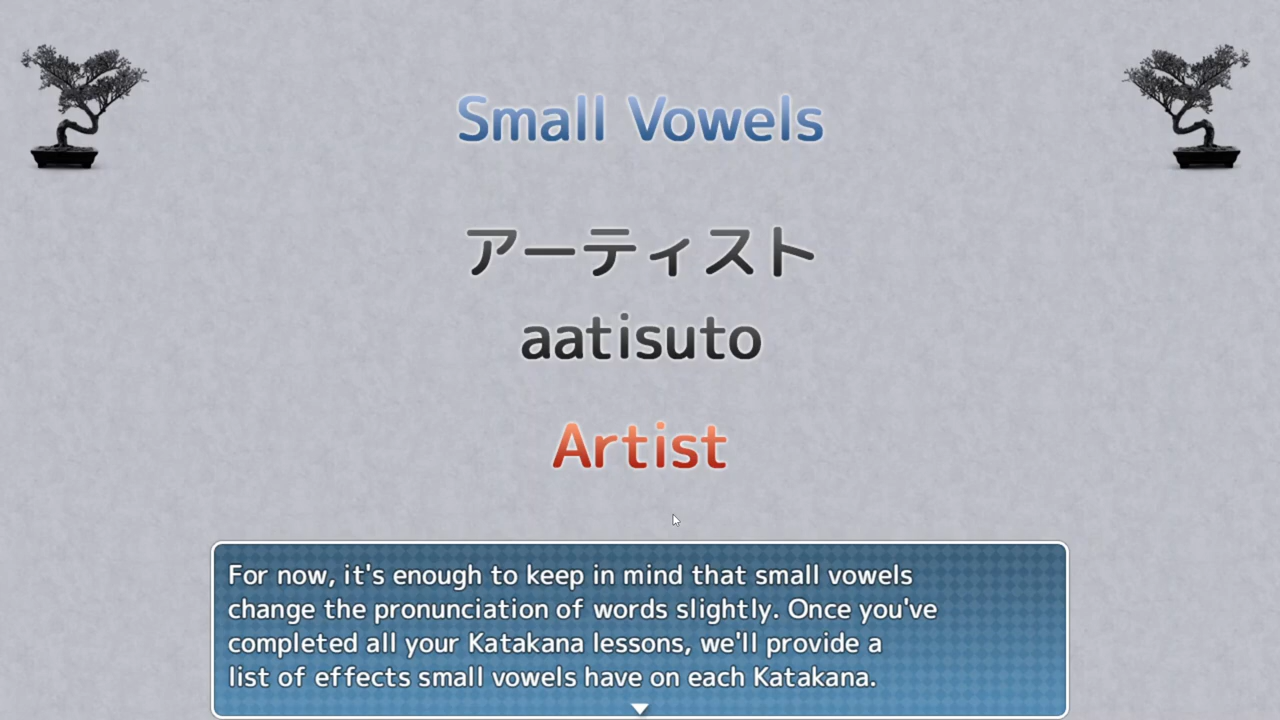 Small Vowels
アーティスト
aatisuto
Artist
For now, it's enough to keep in mind that small vowels
change the pronunciation of words slightly. Once you've
completed all your Katakana lessons, we'll provide a
list of effects small vowels have on each Katakana.